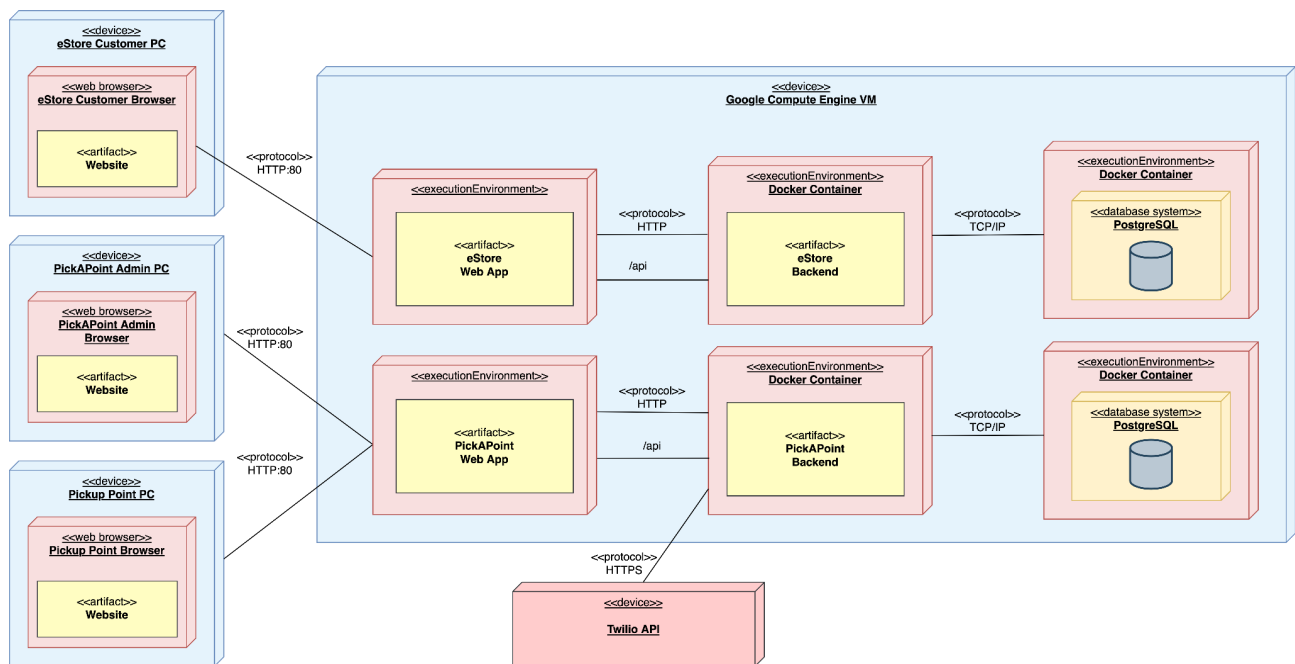 <<device>>
eStore Customer PC
<<web browser>>
eStore Customer Browser
<<artifact>>
Website
<<protocol>>
HTTP:80
<<device>>
PickAPoint Admin PC
<<web browser>>
PickAPoint Admin
Browser
<<artifact>>
Website
<<protocol>>
HTTP:80
<<device>>
Pickup Point PC
<<web browser>>
Pickup Point Browser
<<artifact>>
Website
<<protocol>>
HTTP:80
<<device>>
Google Compute Engine VM
<<executionEnvironment>>
<<artifact>>
eStore
Web App
<<protocol>>
HTTP
/api
<<executionEnvironment>>
Docker Container
<<artifact>>
eStore
Backend
<<protocol>>
TCP/IP
<<executionEnvironment>>
Docker Container
<<database system>>
PostgreSQL
<<executionEnvironment>>
<<artifact>>
PickAPoint
Web App
<<protocol>>
HTTP
/api
<<executionEnvironment>>
Docker Container
<<artifact>>
PickAPoint
Backend
<<protocol>>
TCP/IP
<<executionEnvironment>>
Docker Container
<<database system>>
PostgreSQL
<<protocol>>
HTTPS
<<device>>
Twilio API